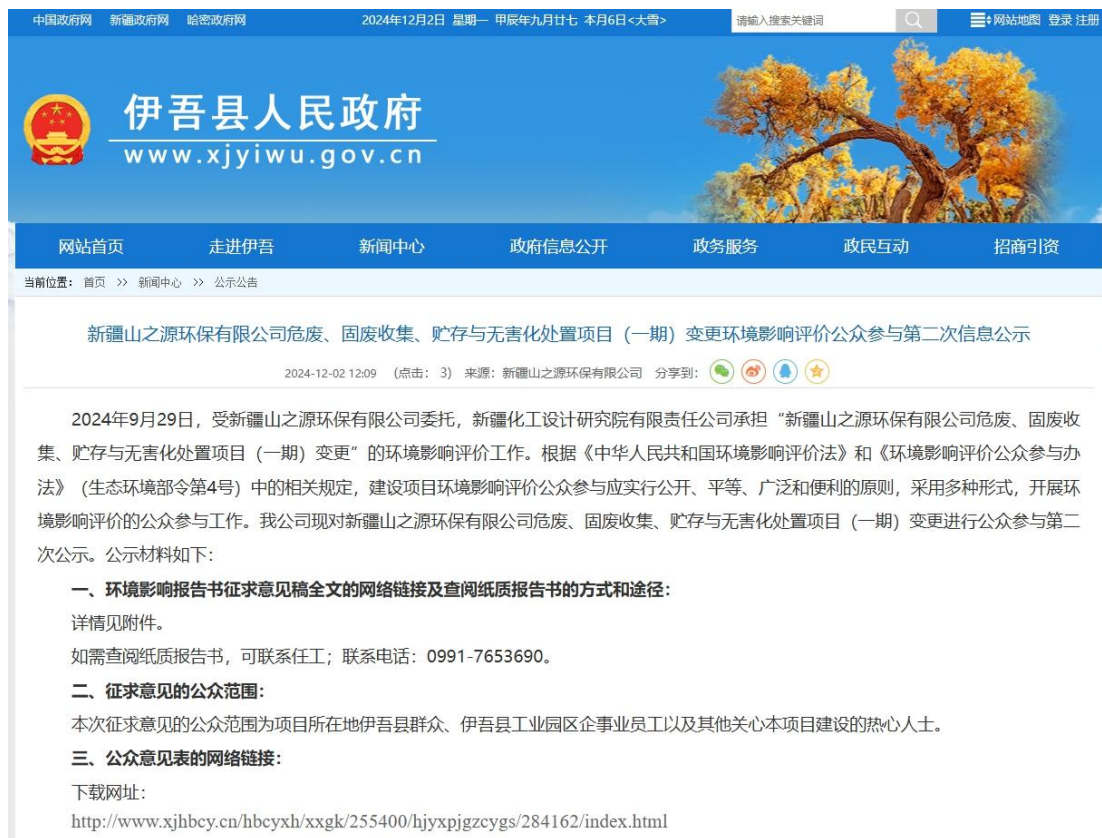 中国政府网 新疆政府网 哈密政府网 2024年12月2日 星期一 甲辰年九月廿七 本月6日<大雪> 请输入搜索关键词 网站地图 登录 注册
伊吾县人民政府
www.xjyiwu.gov.cn
网站首页 走进伊吾 新闻中心 政府信息公开 政务服务 政民互动 招商引资
当前位置： 首页 >> 新闻中心 >> 公示公告
新疆山之源环保有限公司危废、固废收集、贮存与无害化处置项目（一期）变更环境影响评价公众参与第二次信息公示
2024-12-02 12:09 （点击： 3） 来源：新疆山之源环保有限公司 分享到：
2024年9月29日，受新疆山之源环保有限公司委托，新疆化工设计研究院有限责任公司承担“新疆山之源环保有限公司危废、固废收
集、贮存与无害化处置项目（一期）变更”的环境影响评价工作。根据《中华人民共和国环境影响评价法》和《环境影响评价公众参与办
法》（生态环境部令第4号）中的相关规定，建设项目环境影响评价公众参与应实行公开、平等、广泛和便利的原则，采用多种形式，开展环
境影响评价的公众参与工作。我公司现对新疆山之源环保有限公司危废、固废收集、贮存与无害化处置项目（一期）变更进行公众参与第二
次公示。公示材料如下：
一、环境影响报告书征求意见稿全文的网络链接及查阅纸质报告书的方式和途径：
详情见附件。
如需查阅纸质报告书，可联系任工；联系电话：0991-7653690。
二、征求意见的公众范围：
本次征求意见的公众范围为项目所在地伊吾县群众、伊吾县工业园区企事业员工以及其他关心本项目建设的热心人士。
三、公众意见表的网络链接：
下载网址：
http://www.xjhbcy.cn/hbcyxh/xxgk/255400/hjyxpjgzcygs/284162/index.html